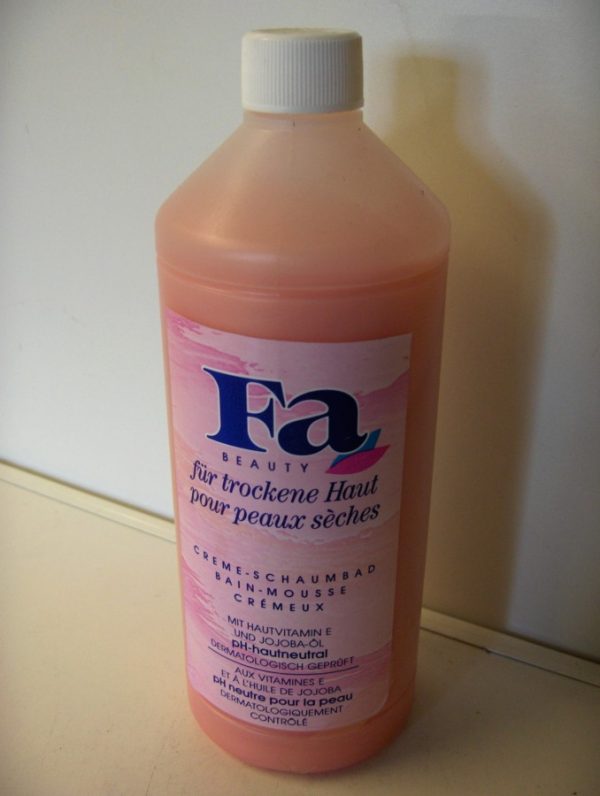 Fa
BEAUTY
für trockene Haut
pour peaux sèches
CREME-SCHAUMBAD
BAIN-MOUSSE
CRÉMEUX
MIT HAUTVITAMIN E
UND JOJOBA-ÖL
pH-hautneutral
DERMATOLOGISCH GEPRÜFT
AUX VITAMINES E
ET À L'HUILE DE JOJOBA
pH neutre pour la peau
DERMATOLOGIQUEMENT
CONTRÔLÉ